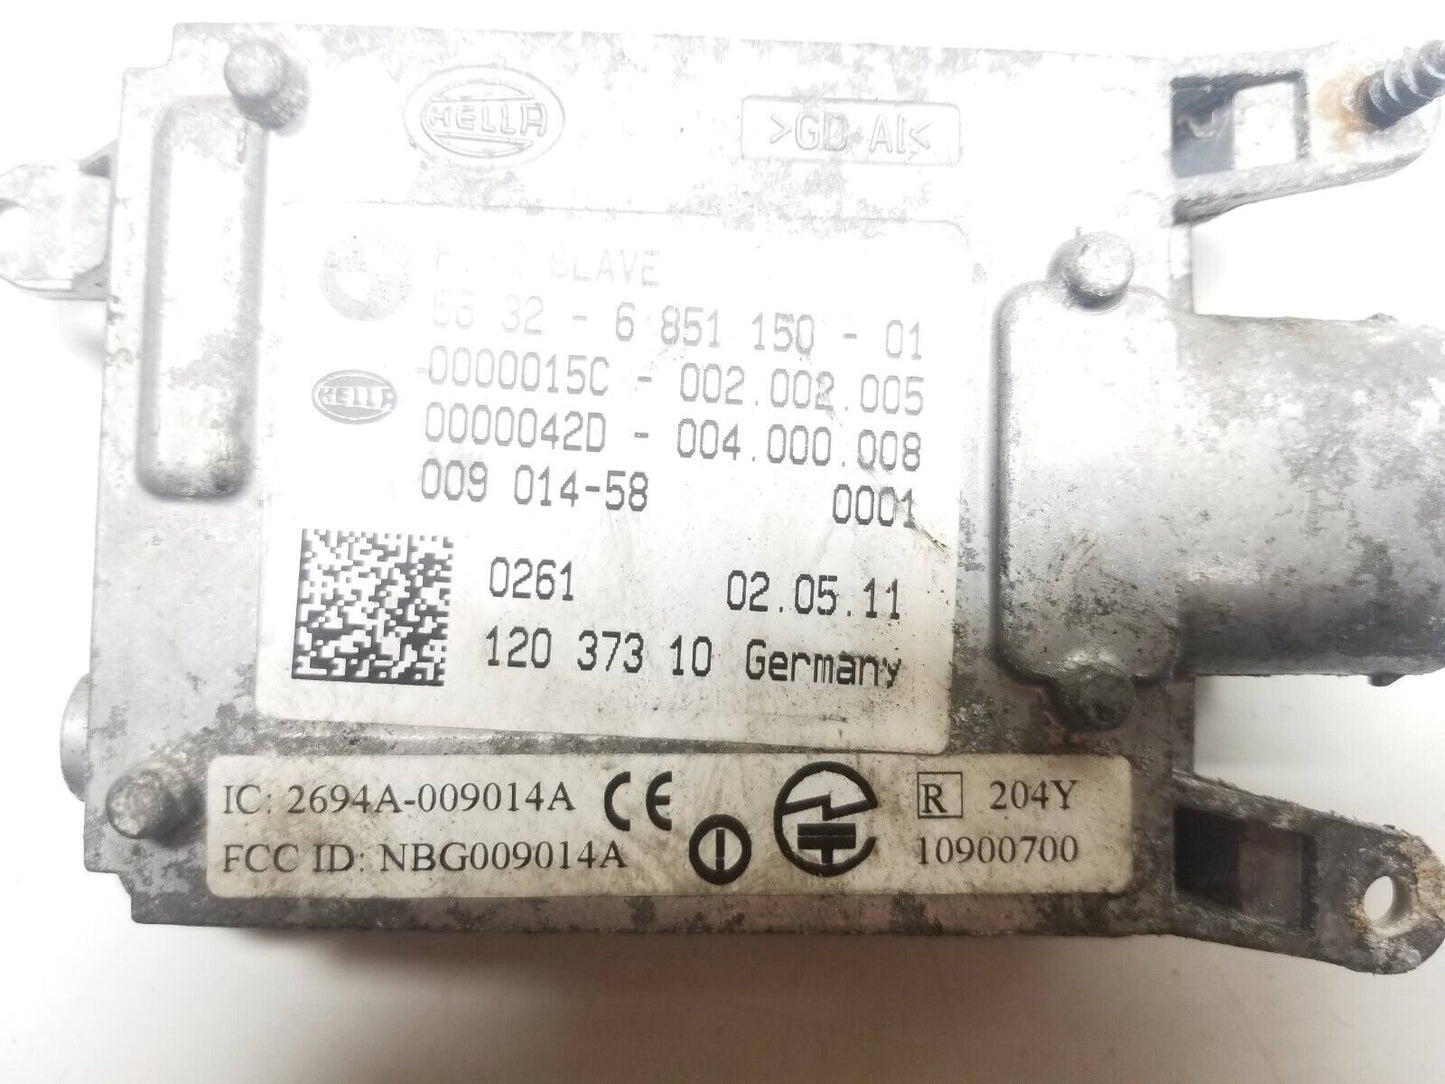 HELLA
>GD Al<
SLAVE
66 32 - 6 851 150 - 01
0000015C - 002.002.005
HELLA
0000042D - 004.000.008
009 014-58 0001
0261 02.05.11
120 373 10 Germany
IC: 2694A-009014A CE R 204Y
FCC ID: NBG009014A 10900700